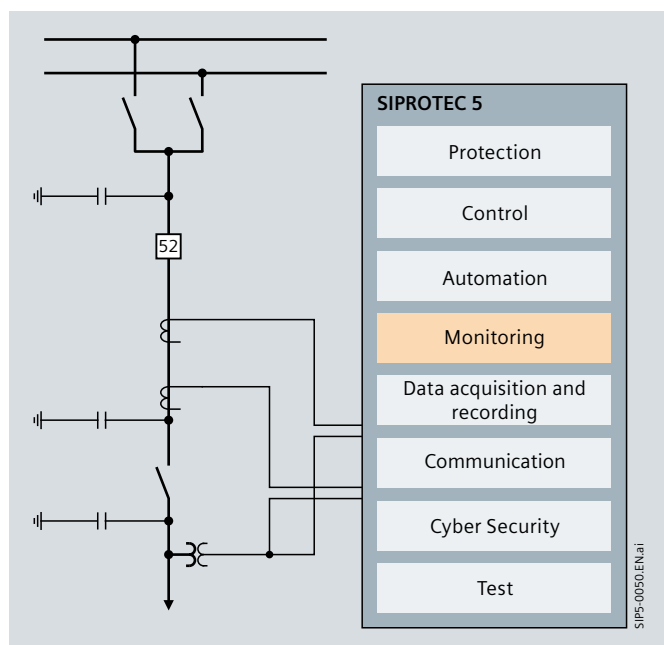 SIPROTEC 5
Protection
Control
52
Automation
Monitoring
Data acquisition and
recording
Communication
Cyber Security
Test
SIP5-0050.EN.ai